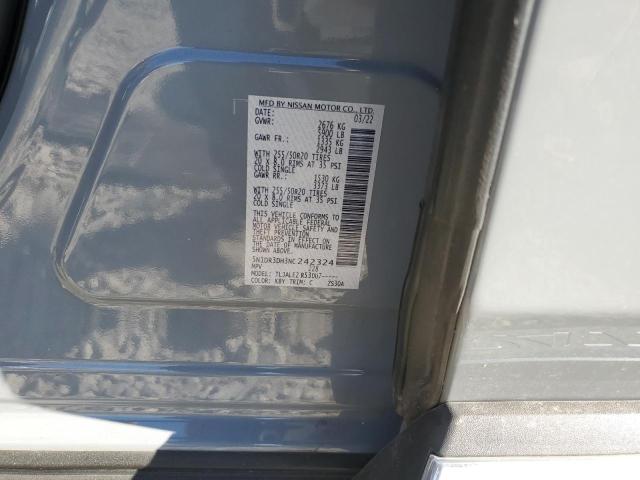 MFD BY NISSAN MOTOR CO., LTD.
DATE: 03/22
GVWR: 2676 KG
5900 LB
GAWR FR.: 1335 KG
2943 LB
WITH 255/50R20 TIRES
20 X 8.0 RIMS AT 35 PSI
COLD SINGLE
GAWR RR.: 1530 KG
3373 LB
WITH 255/50R20 TIRES
20 X 8.0 RIMS AT 35 PSI
COLD SINGLE
THIS VEHICLE CONFORMS TO
ALL APPLICABLE FEDERAL
MOTOR VEHICLE SAFETY AND
THEFT PREVENTION
STANDARDS IN EFFECT ON
THE DATE OF MANUFACTURE
SHOWN ABOVE.
5N1DR3DH3NC242324
MPV 228
MODEL: R53007-----
COLOR: KBY TRIM: C ZS30A